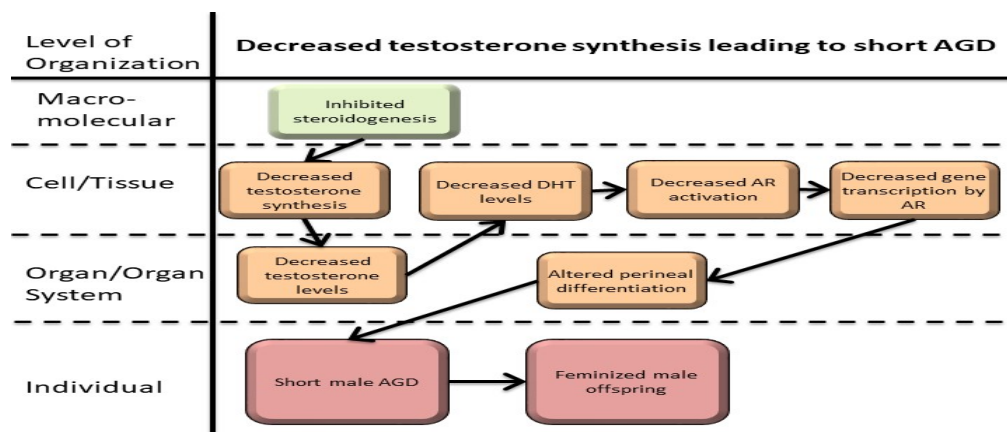 Level of
Organization
Decreased testosterone synthesis leading to short AGD
Macro-
molecular
Inhibited
steroidogenesis
Cell/Tissue
Decreased
testosterone
synthesis
Decreased DHT
levels
Decreased AR
activation
Decreased gene
transcription by
AR
Organ/Organ
System
Decreased
testosterone
levels
Altered perineal
differentiation
Individual
Short male AGD
Feminized male
offspring